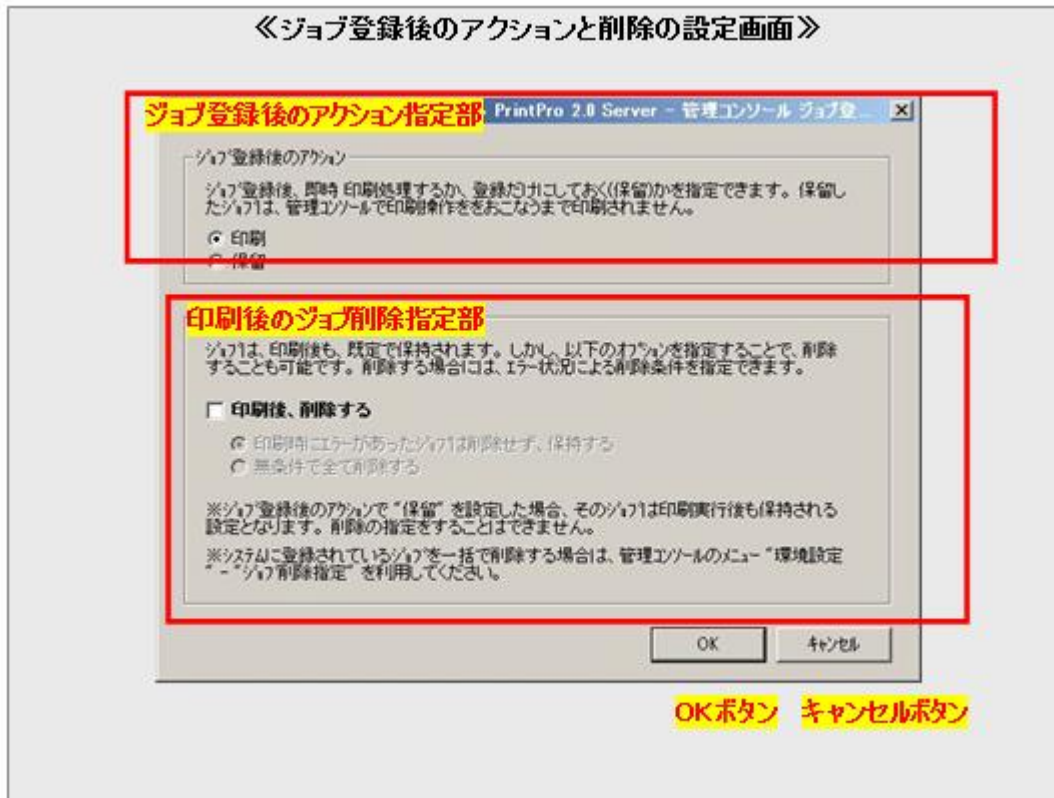 ≪ジョブ登録後のアクションと削除の設定画面≫
ジョブ登録後のアクション指定部 PrintPro 2.0 Server - 管理コンソール ジョブ登...
ジョブ登録後のアクション
ジョブ登録後、即時 印刷処理するか、登録だけにしておく(保留)かを指定できます。保留し
たジョブは、管理コンソールで印刷操作ををおこなうまで印刷されません。
印刷
保留
印刷後のジョブ削除指定部
ジョブは、印刷後も、既定で保持されます。しかし、以下のオプションを指定することで、削除
することも可能です。削除する場合には、エラー状況による削除条件を指定できます。
印刷後、削除する
印刷時にエラーがあったジョブは削除せず、保持する
無条件で全て削除する
※ジョブ登録後のアクションで "保留" を設定した場合、そのジョブは印刷実行後も保持される
設定となります。削除の指定をすることはできません。
※システムに登録されているジョブを一括で削除する場合は、管理コンソールのメニュー "環境設定
" - "ジョブ削除指定" を利用してください。
OK キャンセル
OKボタン キャンセルボタン